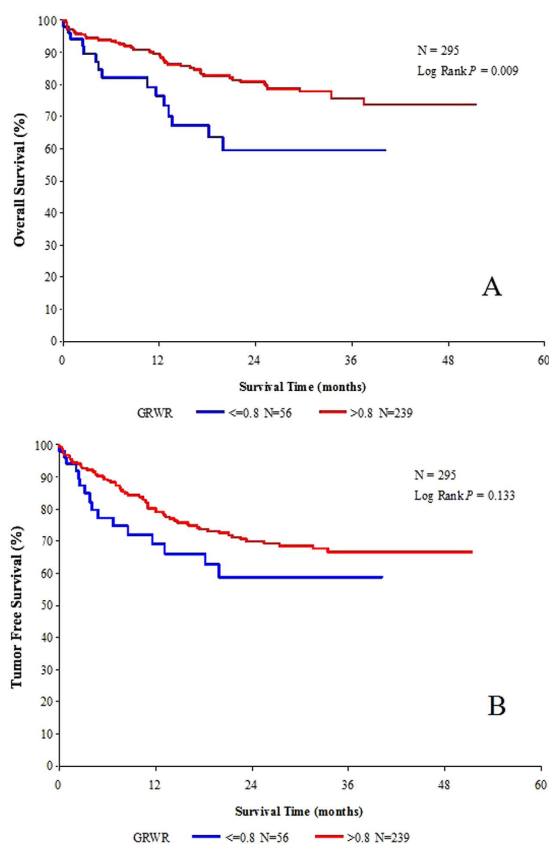 100
90
80
70
60
50
40
30
20
10
0
Overall Survival (%)
N = 295
Log Rank P = 0.009
A
0 12 24 36 48 60
Survival Time (months)
GRWR <=0.8 N=56 >0.8 N=239
100
90
80
70
60
50
40
30
20
10
0
Tumor Free Survival (%)
N = 295
Log Rank P = 0.133
B
0 12 24 36 48 60
Survival Time (months)
GRWR <=0.8 N=56 >0.8 N=239